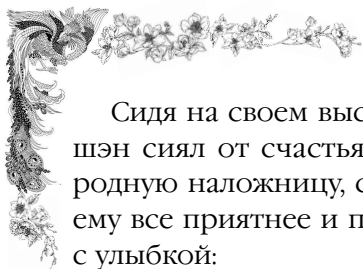 Сидя на своем выс
шэн сиял от счастья
родную наложницу, с
ему все приятнее и п
с улыбкой: